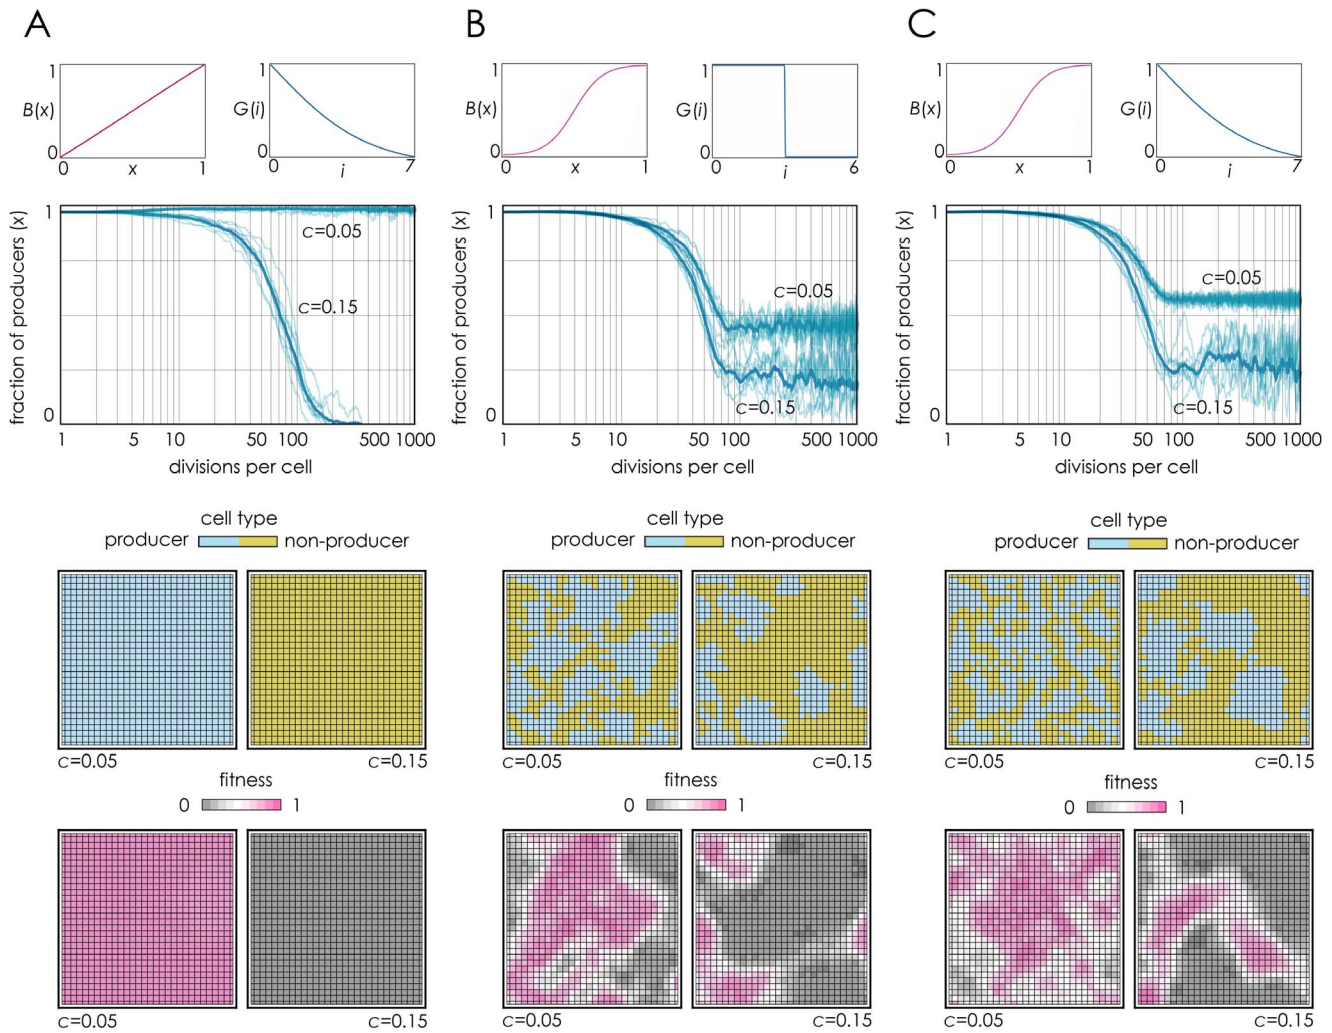 A
B
C
1
B(x)
0
0
x
1
1
G(i)
0
0
i
7
1
B(x)
0
0
x
1
1
G(i)
0
0
i
6
1
B(x)
0
0
x
1
1
G(i)
0
0
i
7
fraction of producers (x)
1
0
c=0.05
c=0.15
1 5 10 50 100 500 1000
divisions per cell
fraction of producers (x)
1
0
c=0.05
c=0.15
1 5 10 50 100 500 1000
divisions per cell
fraction of producers (x)
1
0
c=0.05
c=0.15
1 5 10 50 100 500 1000
divisions per cell
cell type
producer non-producer
cell type
producer non-producer
cell type
producer non-producer
c=0.05 c=0.15
c=0.05 c=0.15
c=0.05 c=0.15
fitness
0 1
fitness
0 1
fitness
0 1
c=0.05 c=0.15
c=0.05 c=0.15
c=0.05 c=0.15